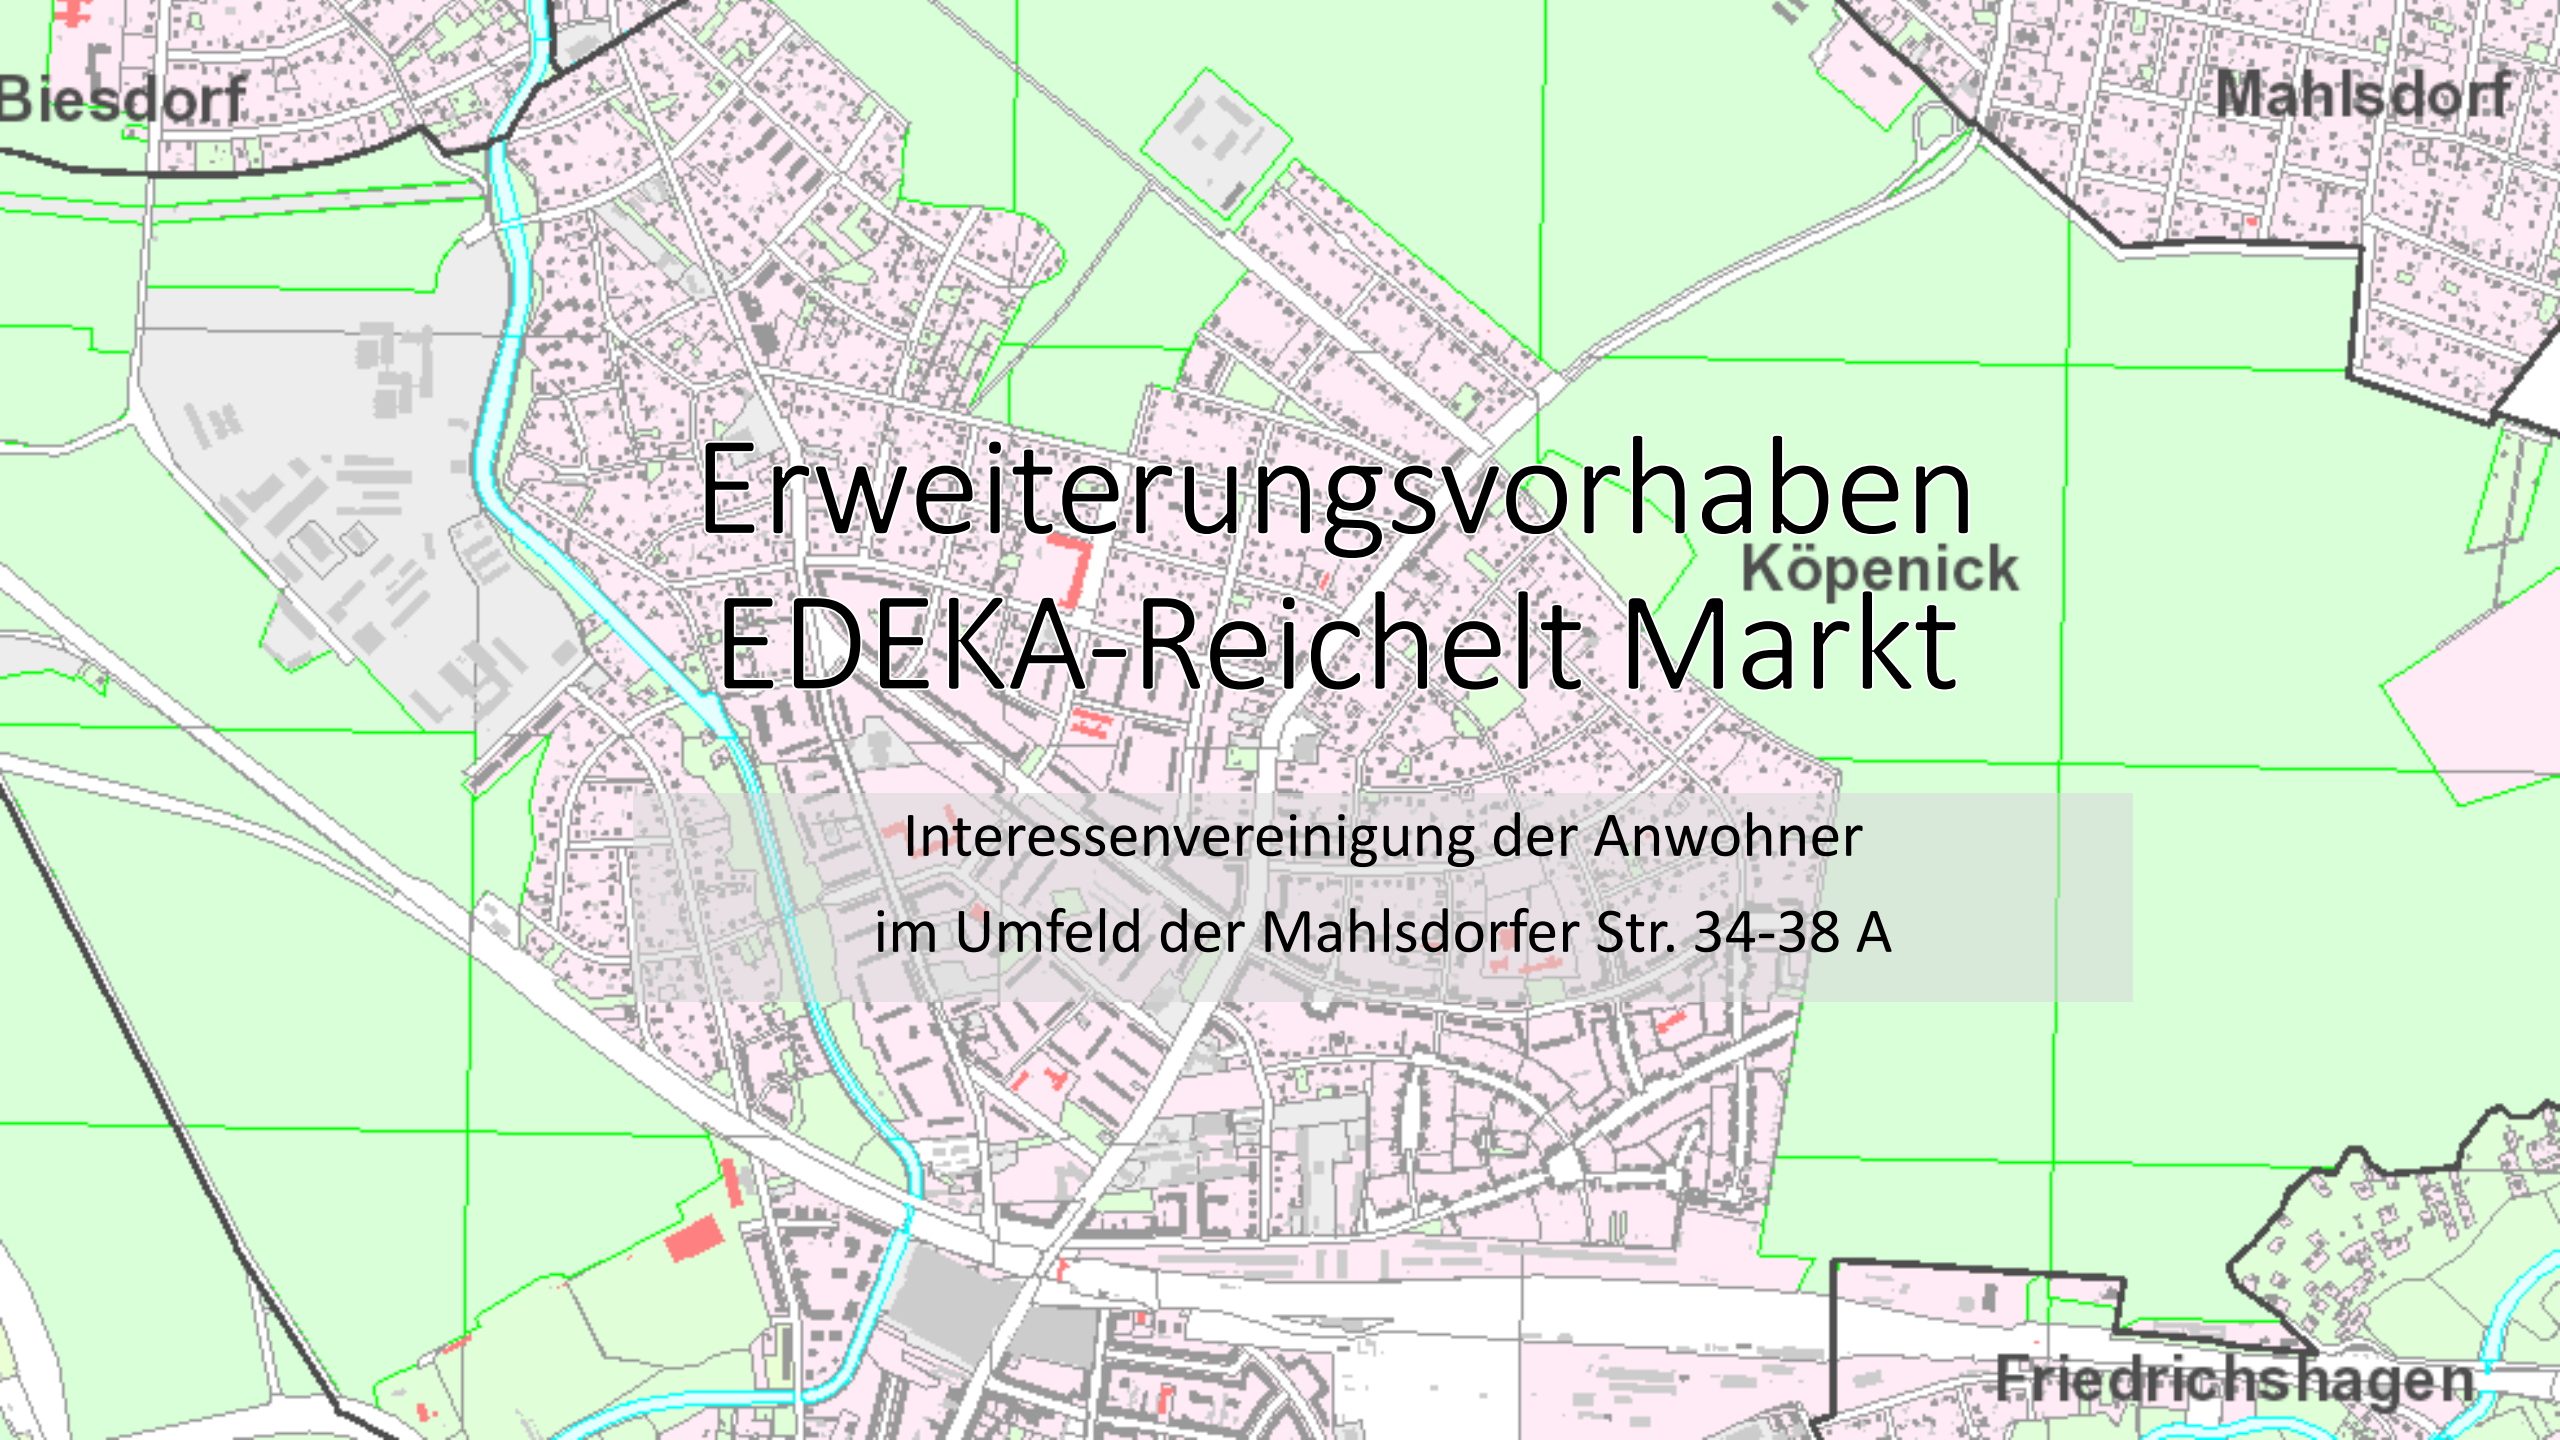 Biesdorf
Mahlsdorf
Erweiterungsvorhaben
Köpenick
EDEKA-Reichelt Markt
Interessenvereinigung der Anwohner
im Umfeld der Mahlsdorfer Str. 34-38 A
Friedrichshagen